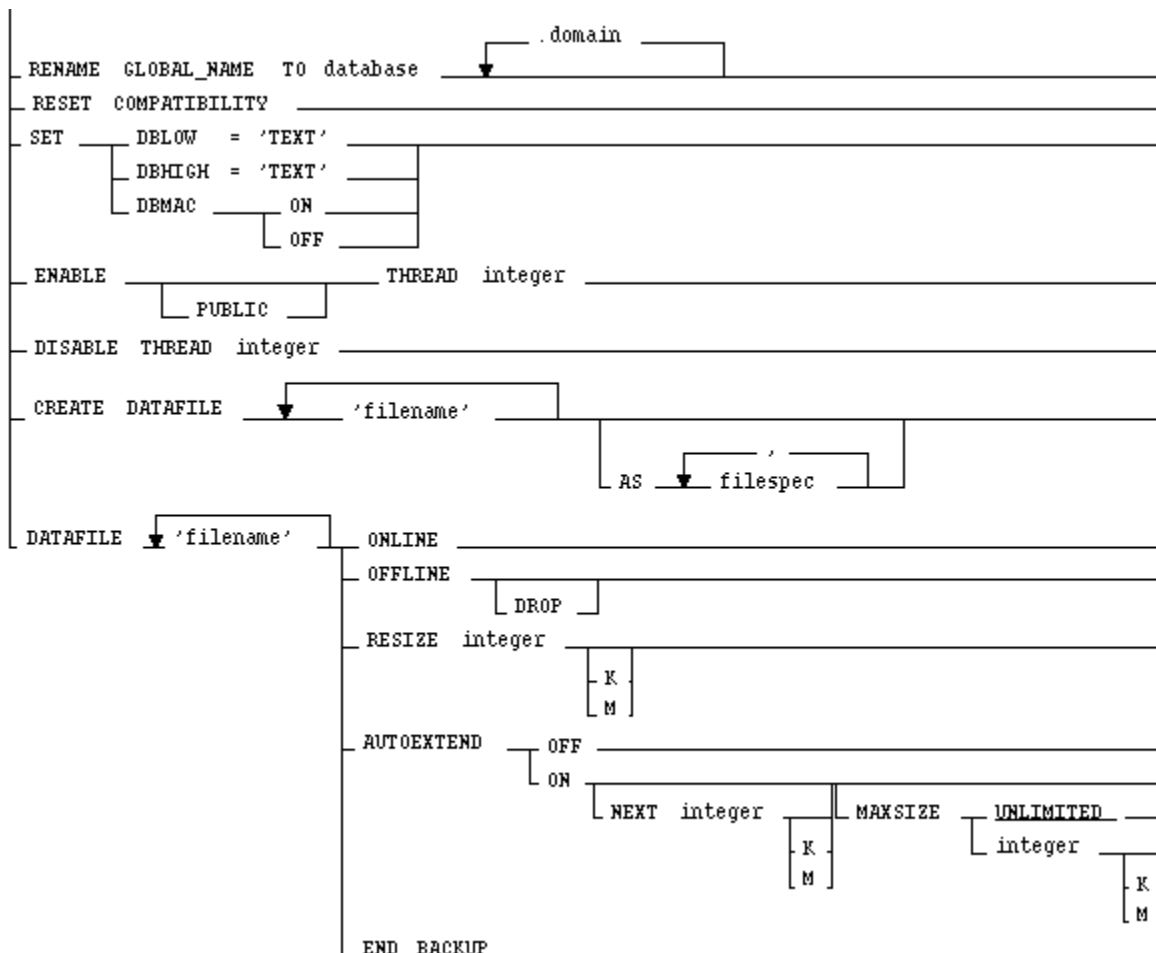 .domain
RENAME GLOBAL_NAME TO database
RESET COMPATIBILITY
SET DBLOW = 'TEXT'
DBHIGH = 'TEXT'
DBMAC ON
OFF
ENABLE THREAD integer
PUBLIC
DISABLE THREAD integer
CREATE DATAFILE 'filename'
,
AS filespec
DATAFILE 'filename' ONLINE
OFFLINE
DROP
RESIZE integer
K
M
AUTOEXTEND OFF
ON
NEXT integer MAXSIZE UNLIMITED
K integer
M K
M
END BACKUP